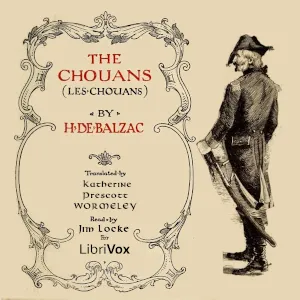 THE
CHOUANS
(LES·CHOUANS)
BY
H·DE·BALZAC
Translated by
Katherine
Prescott
WORMELEY
Read by
Jim Locke
For
LibriVox